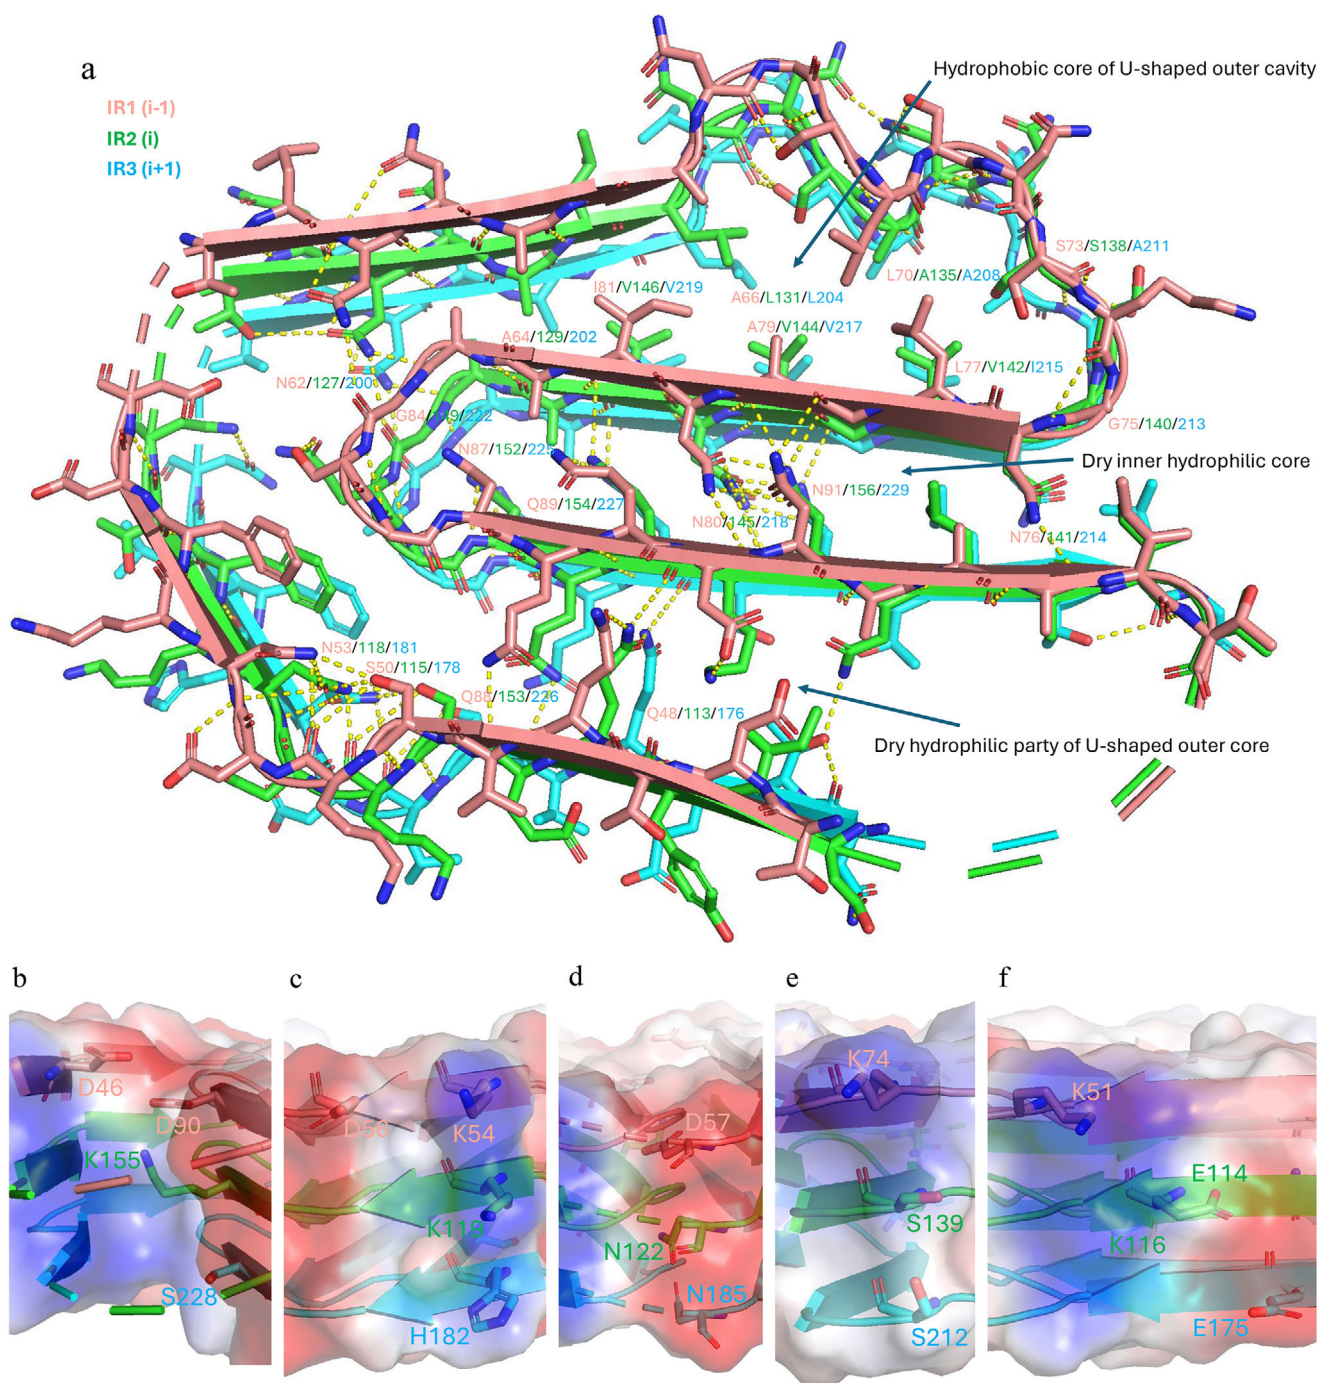 a
Hydrophobic core of U-shaped outer cavity
IR1 (i-1)
IR2 (i)
IR3 (i+1)
S73/S138/A211
L70/A135/A208
I81/V146/V219
A66/L131/L204
A79/V144/V217
A64/129/202
L77/V142/I215
N62/127/200
G84/149/222
G75/140/213
N87/152/225
Dry inner hydrophilic core
Q89/154/227
N91/156/229
N80/145/218
N76/141/214
N53/118/181
S50/115/178
Q88/153/226
Q48/113/176
Dry hydrophilic party of U-shaped outer core
b
c
d
e
f
D46
D90
K155
S228
D56
K54
K119
H182
D57
N122
N185
K74
S139
S212
K51
E114
K116
E175